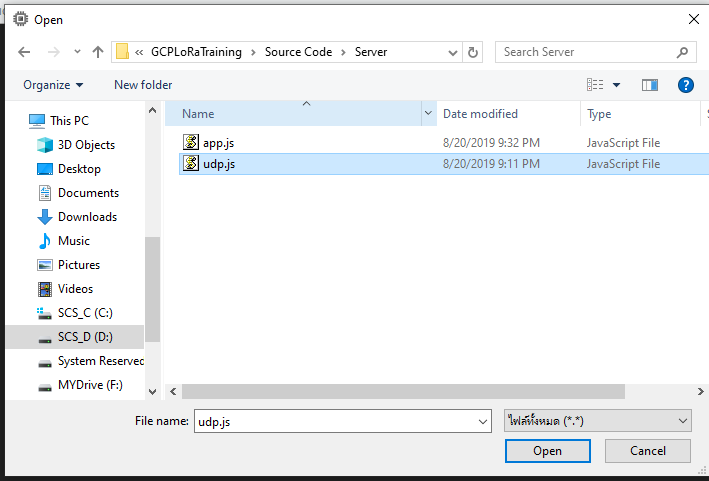 Open
« GCPLoRaTraining > Source Code > Server
Search Server
Organize
New folder
Name Date modified Type
app.js 8/20/2019 9:32 PM JavaScript File
udp.js 8/20/2019 9:11 PM JavaScript File
This PC
3D Objects
Desktop
Documents
Downloads
Music
Pictures
Videos
SCS_C (C:)
SCS_D (D:)
System Reserved
MYDrive (F:)
File name: udp.js
ไฟล์ทั้งหมด (*.*)
Open
Cancel